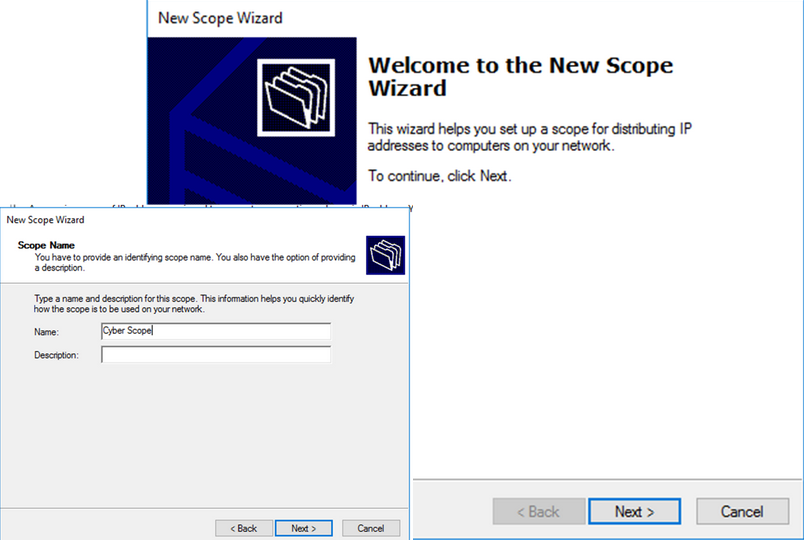 New Scope Wizard
Welcome to the New Scope
Wizard
This wizard helps you set up a scope for distributing IP
addresses to computers on your network.
To continue, click Next.
New Scope Wizard
Scope Name
You have to provide an identifying scope name. You also have the option of providing
a description.
Type a name and description for this scope. This information helps you quickly identify
how the scope is to be used on your network.
Name: Cyber Scope
Description:
< Back Next > Cancel
< Back Next > Cancel